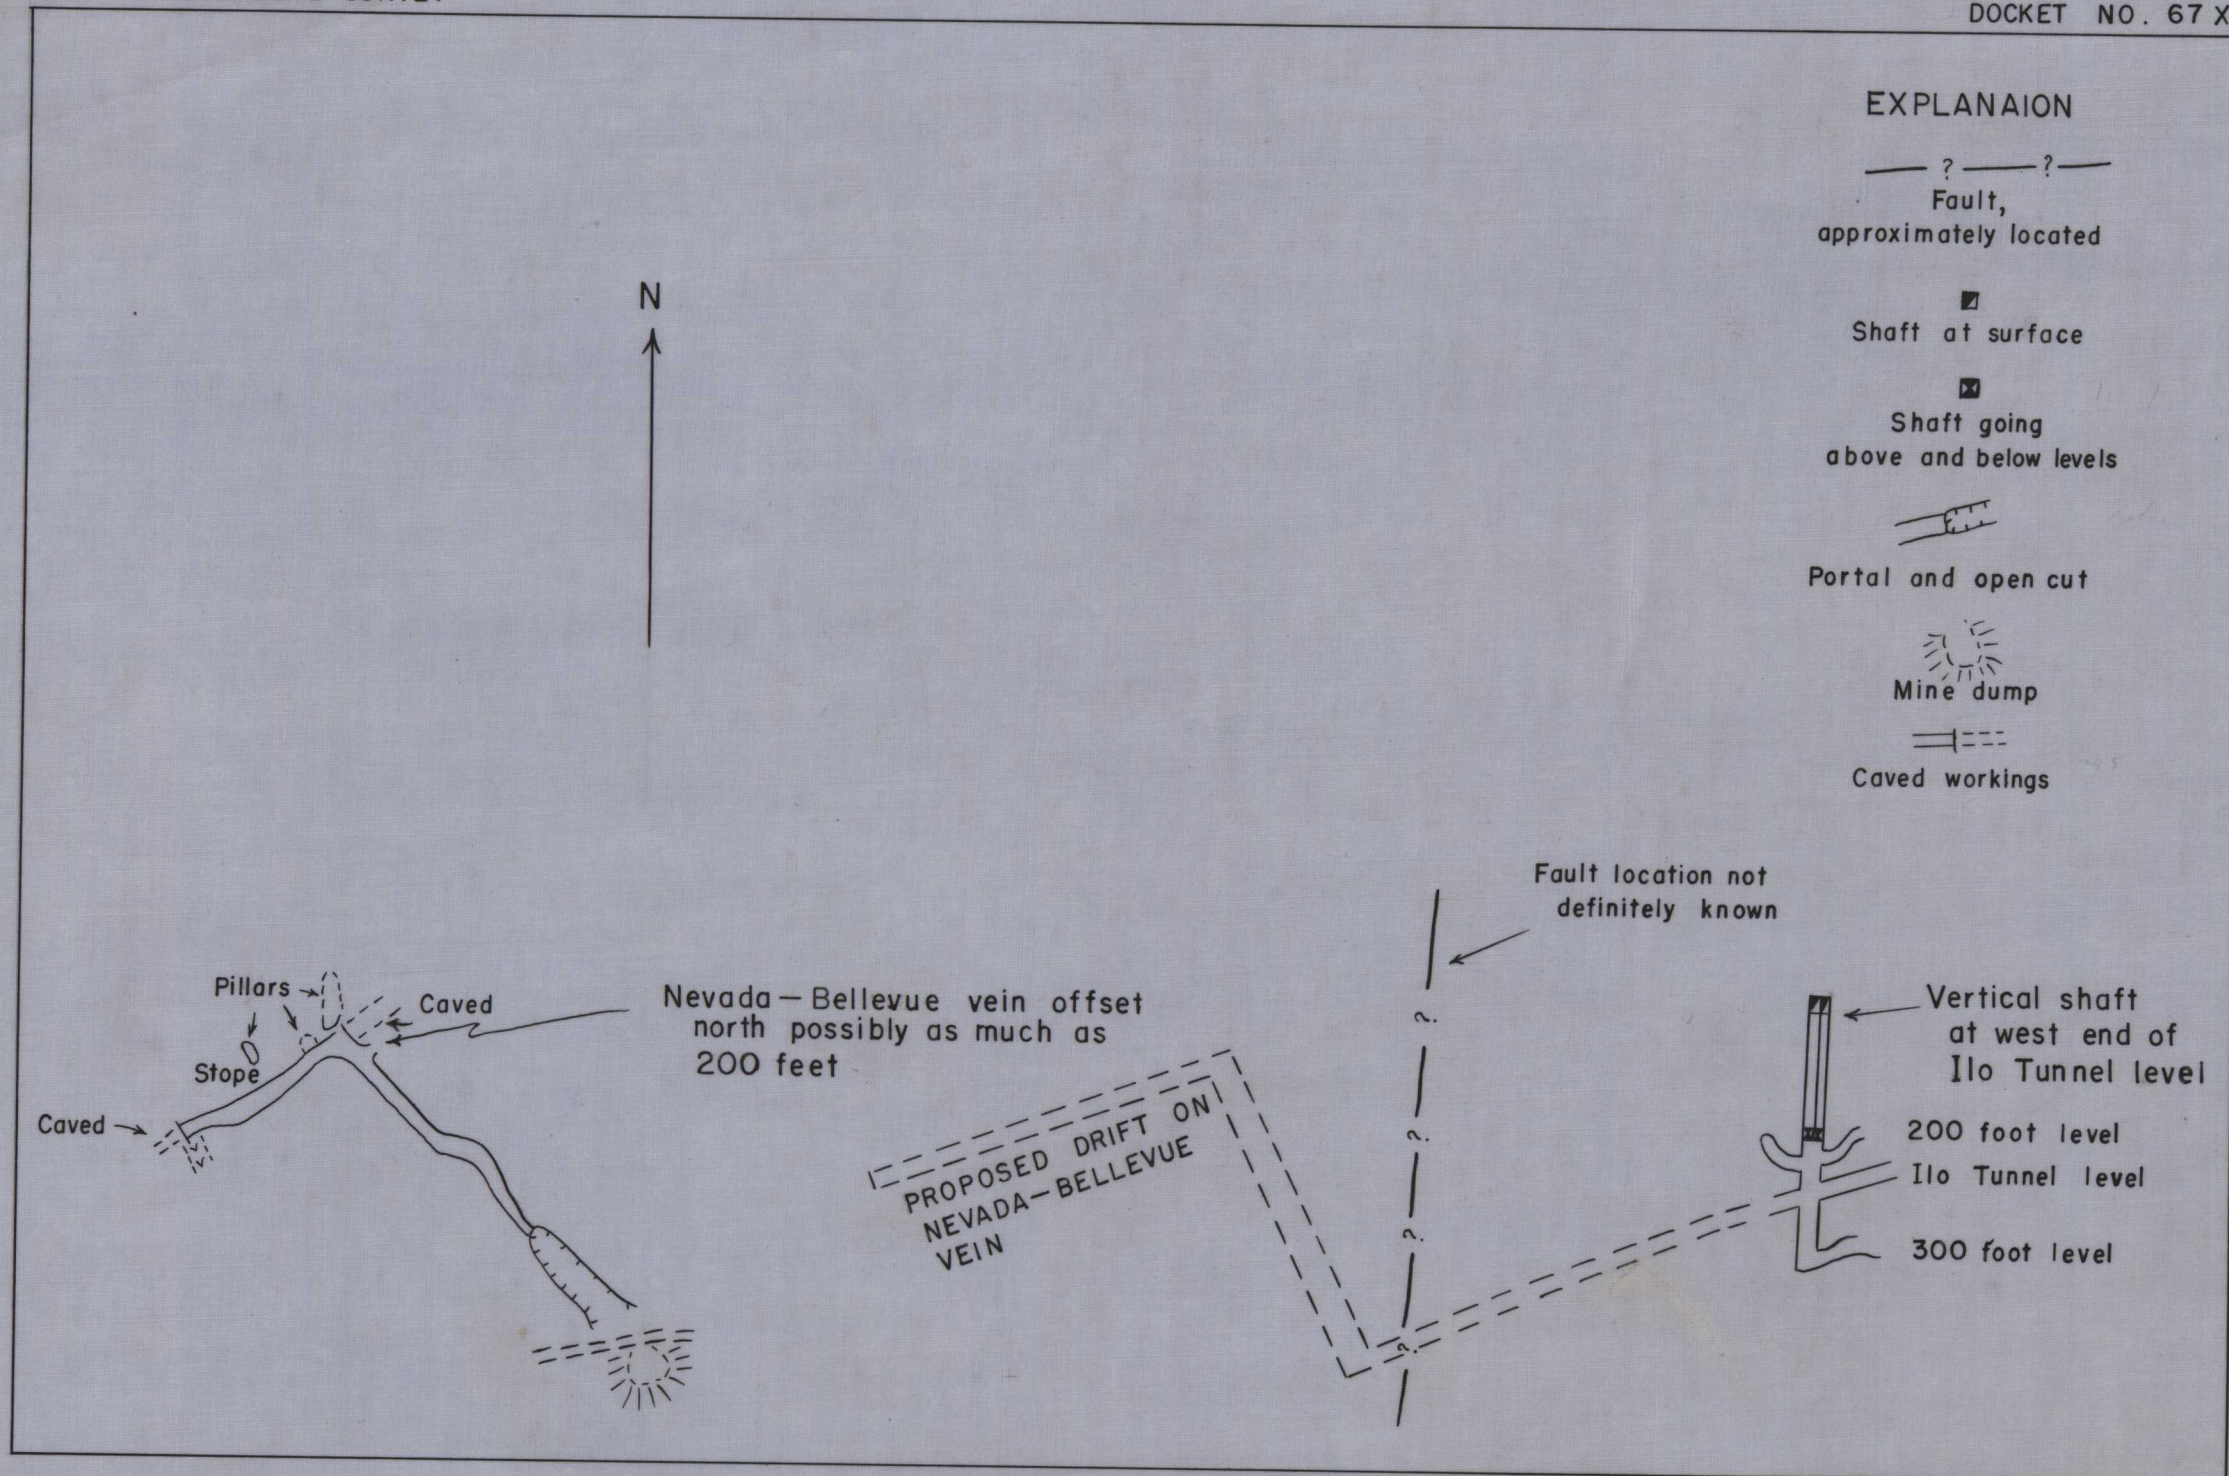 DOCKET NO. 67 X
EXPLANAION
? ?
Fault,
approximately located
Shaft at surface
Shaft going
above and below levels
Portal and open cut
Mine dump
Caved workings
N
Fault location not
definitely known
?
?
?
?
Pillars
Caved
Stope
Caved
Nevada – Bellevue vein offset
north possibly as much as
200 feet
PROPOSED DRIFT ON
NEVADA – BELLEVUE
VEIN
Vertical shaft
at west end of
Ilo Tunnel level
200 foot level
Ilo Tunnel level
300 foot level